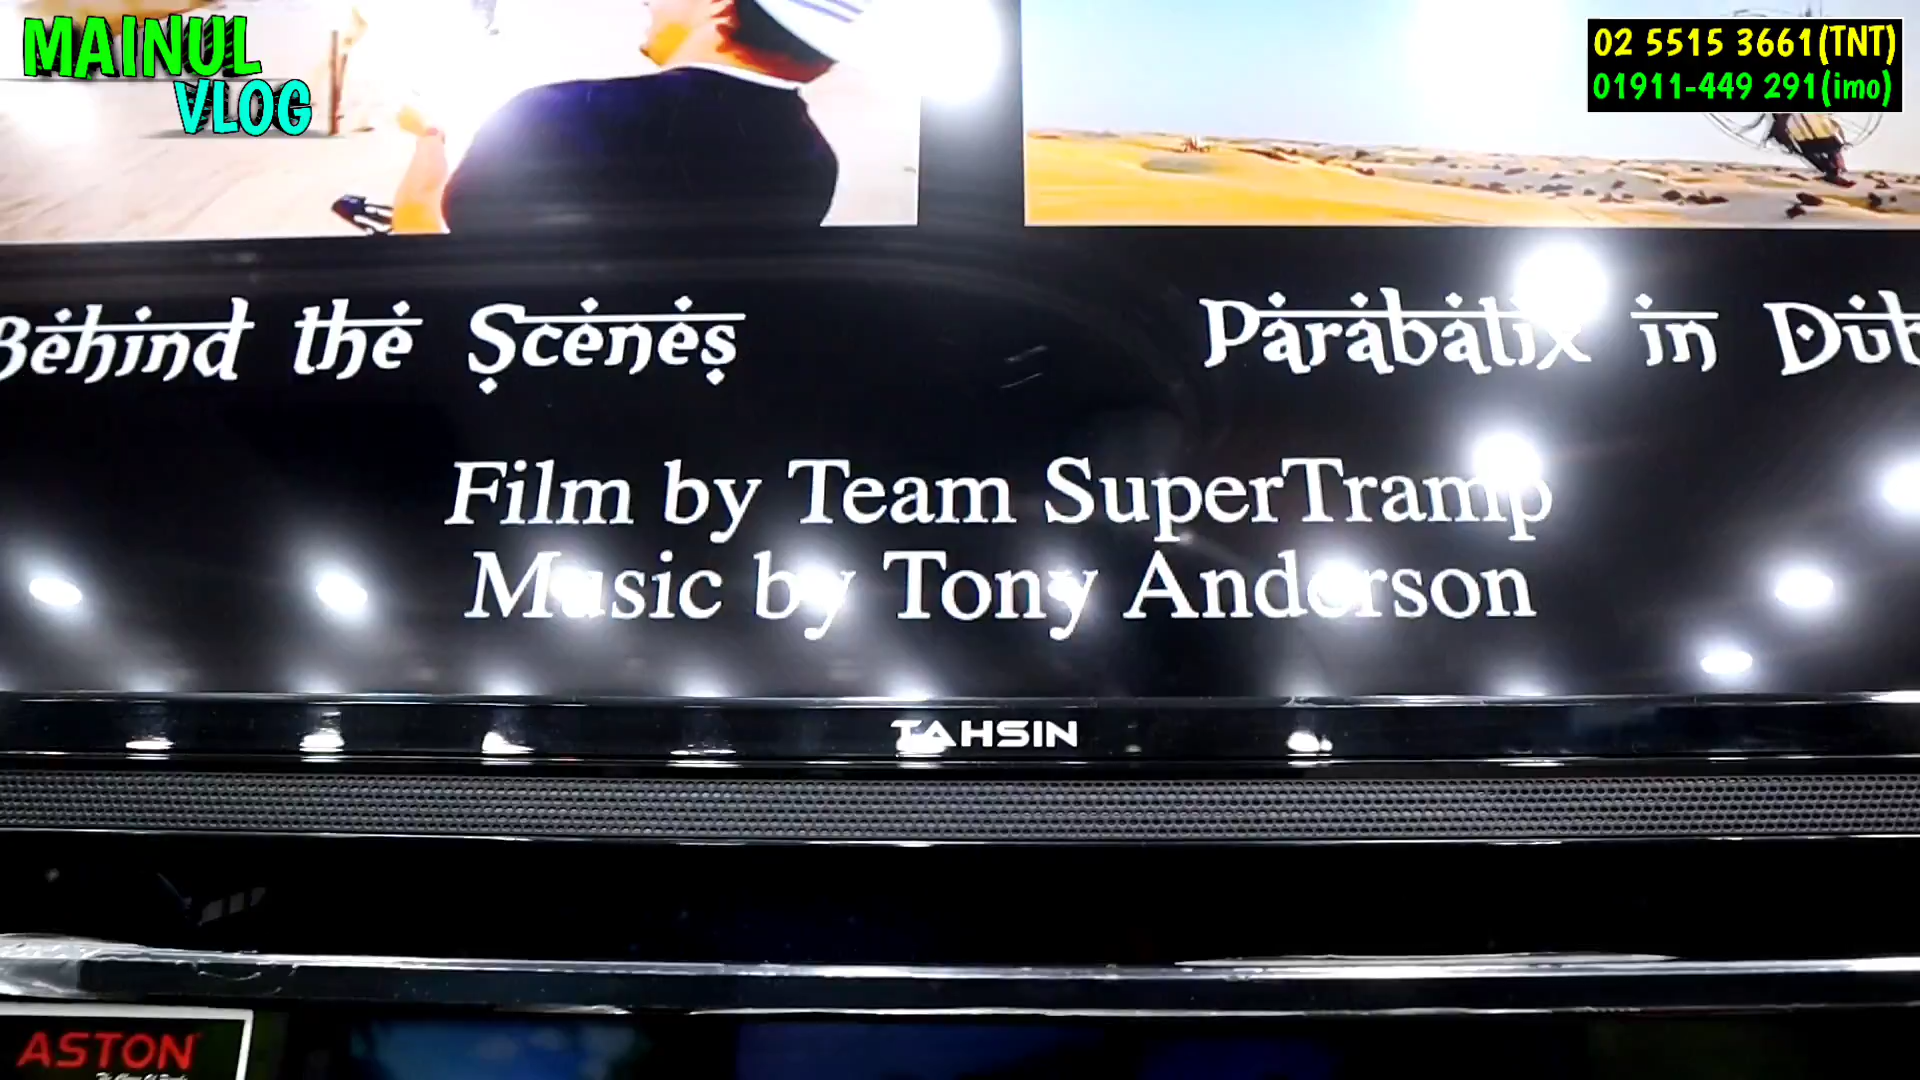 MAINUL
VLOG
02 5515 3661(TNT)
01911-449 291(imo)
Behind the Scenes
Parabatix in Dub
Film by Team SuperTramp
Music by Tony Anderson
TAHSIN
ASTON